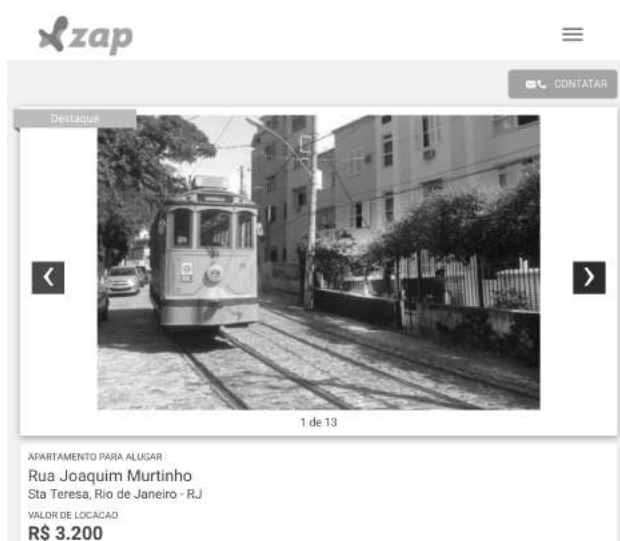 zap
CONTATAR
Destaque
1 de 13
APARTAMENTO PARA ALUGAR
Rua Joaquim Murtinho
Sta Teresa, Rio de Janeiro - RJ
VALOR DE LOCACAO
R$ 3.200